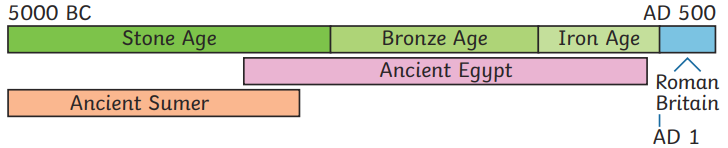 5000 BC AD 500
Stone Age Bronze Age Iron Age
Ancient Egypt
Roman
Britain
Ancient Sumer
AD 1